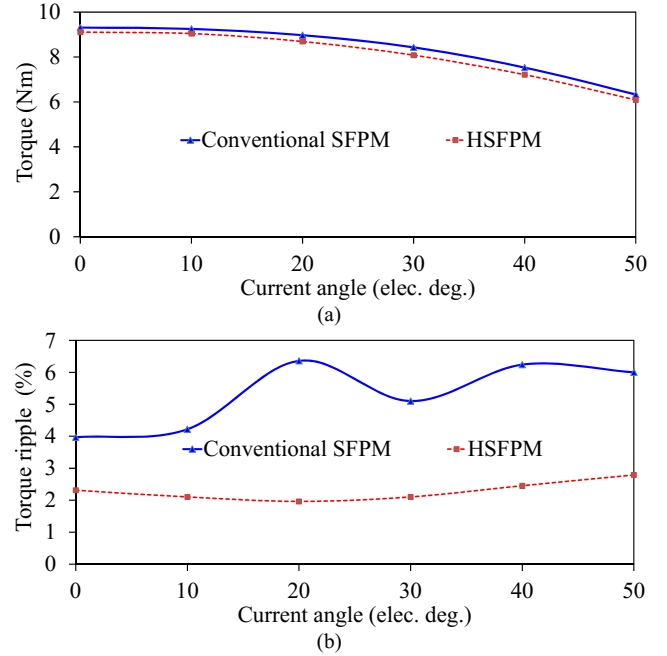 10
8
6
4
2
0
Torque (Nm)
Conventional SFPM
HSFPM
0 10 20 30 40 50
Current angle (elec. deg.)
(a)
7
6
5
4
3
2
1
0
Torque ripple (%)
Conventional SFPM
HSFPM
0 10 20 30 40 50
Current angle (elec. deg.)
(b)